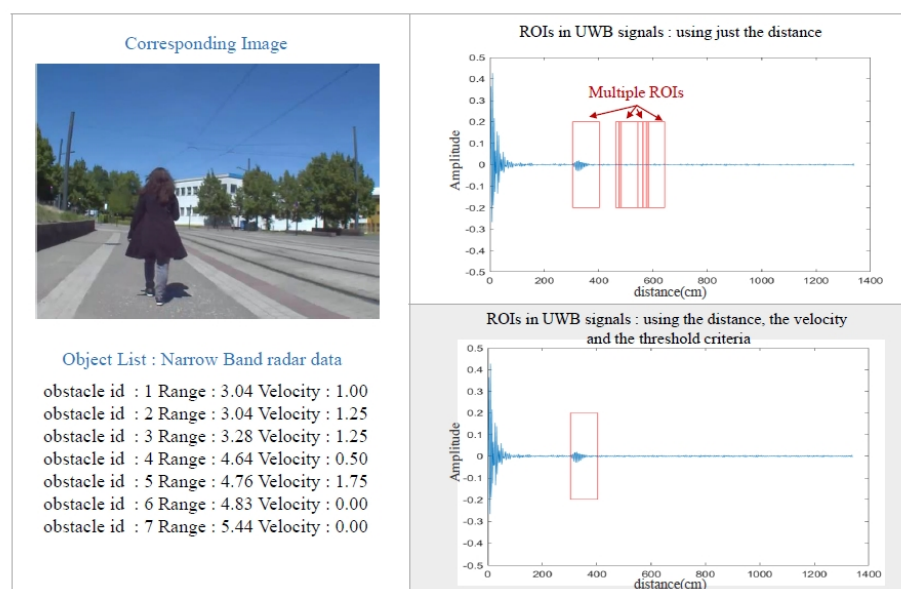 Corresponding Image
Object List : Narrow Band radar data
obstacle id : 1 Range : 3.04 Velocity : 1.00
obstacle id : 2 Range : 3.04 Velocity : 1.25
obstacle id : 3 Range : 3.28 Velocity : 1.25
obstacle id : 4 Range : 4.64 Velocity : 0.50
obstacle id : 5 Range : 4.76 Velocity : 1.75
obstacle id : 6 Range : 4.83 Velocity : 0.00
obstacle id : 7 Range : 5.44 Velocity : 0.00
ROIs in UWB signals : using just the distance
Multiple ROIs
Amplitude
0.5
0.4
0.3
0.2
0.1
0
-0.1
-0.2
-0.3
-0.4
-0.5
0 200 400 600 800 1000 1200 1400
distance(cm)
ROIs in UWB signals : using the distance, the velocity
and the threshold criteria
Amplitude
0.5
0.4
0.3
0.2
0.1
0
-0.1
-0.2
-0.3
-0.4
-0.5
0 200 400 600 800 1000 1200 1400
distance(cm)